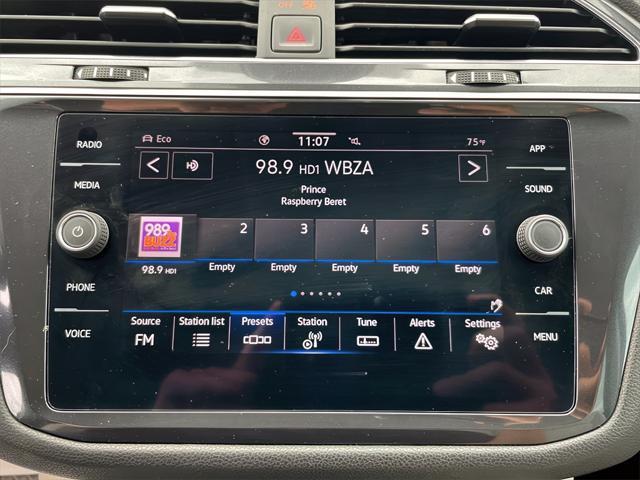 OFF
RADIO
MEDIA
PHONE
VOICE
Eco
11:07
75°F
HD
98.9 HD1 WBZA
Prince
Raspberry Beret
989
BUZZ
98.9 HD1
2
Empty
3
Empty
4
Empty
5
Empty
6
Empty
Source
FM
Station list
Presets
Station
Tune
Alerts
Settings
APP
SOUND
CAR
MENU